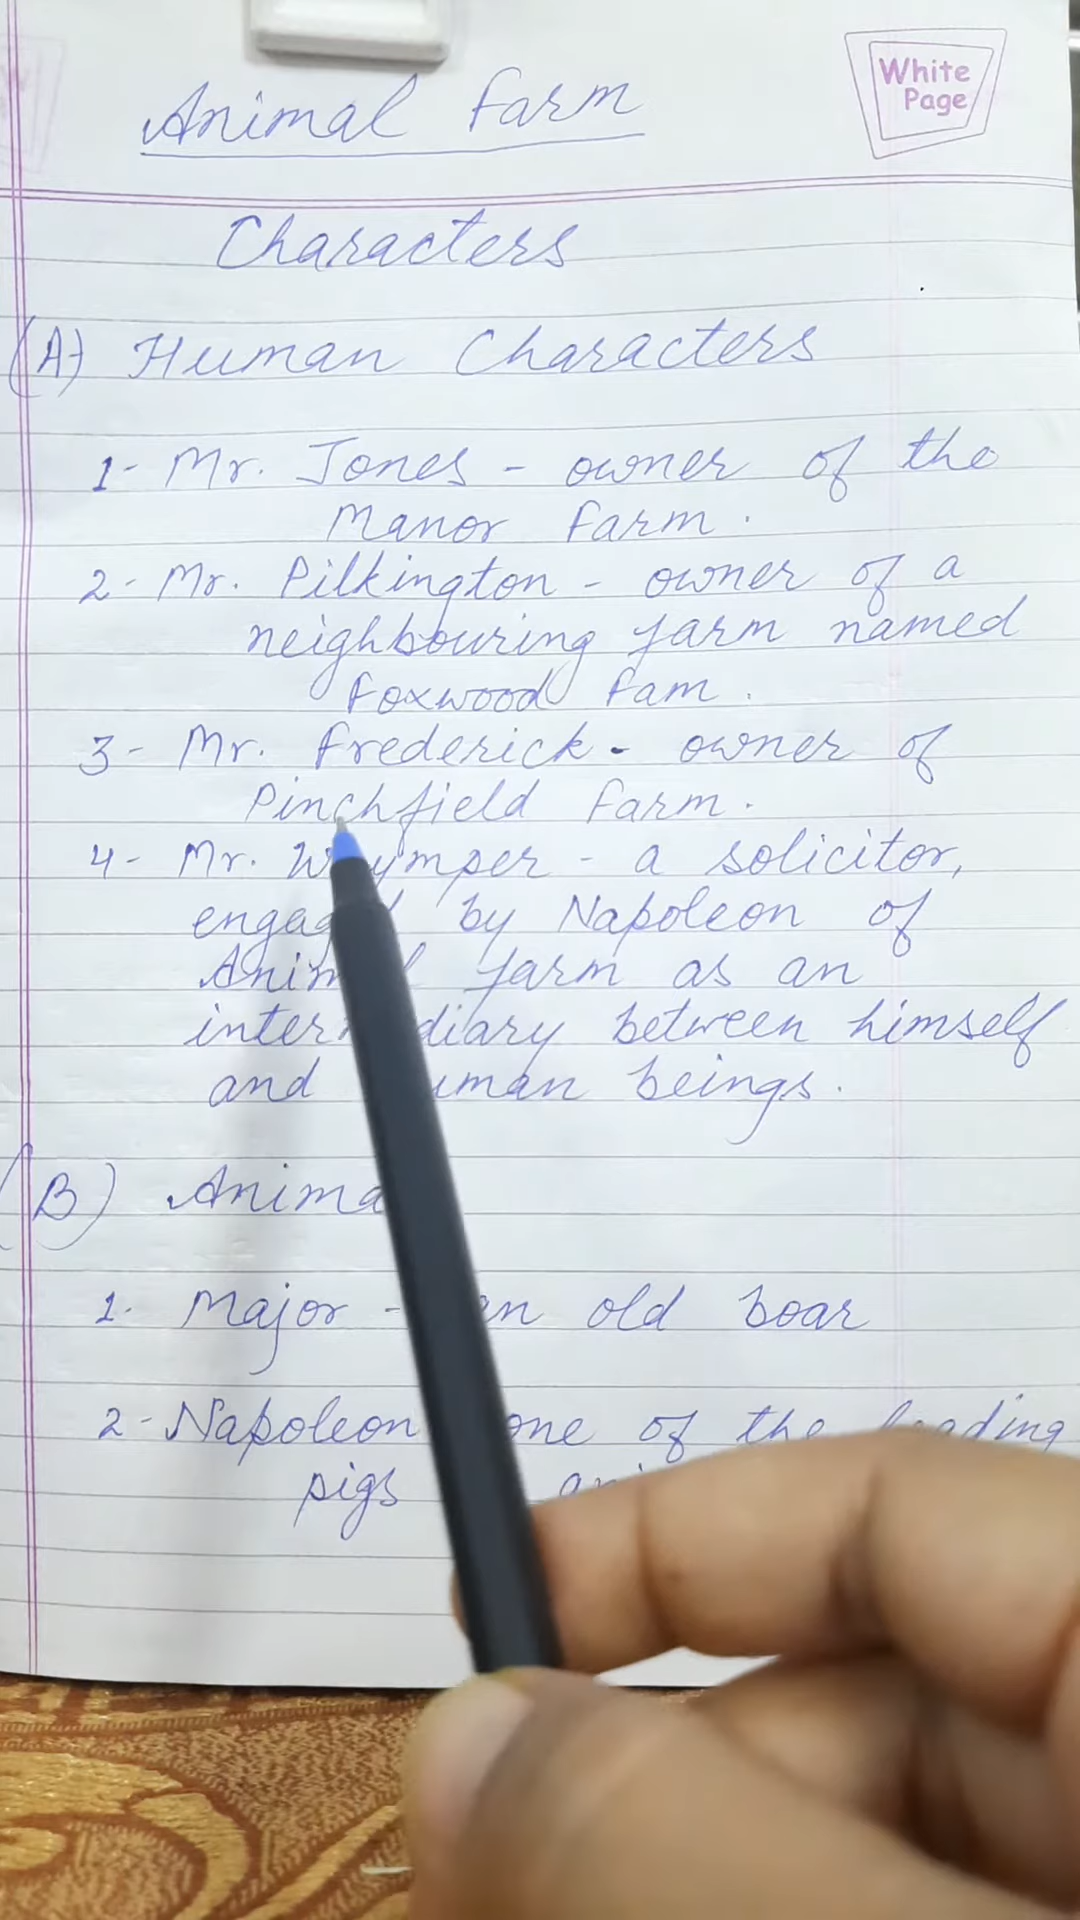 White
Page
Animal Farm
Characters
(A) Human Characters
1- Mr. Jones - owner of the
Manor Farm.
2- Mr. Pilkington - owner of a
neighbouring farm named
Foxwood Fam.
3- Mr. Frederick - owner of
Pinchfield Farm.
4- Mr. - a solicitor,
by Napoleon of
farm as an
between himself
and beings.
(B)
1- Major - old boar
2- Napoleon one of the
pigs